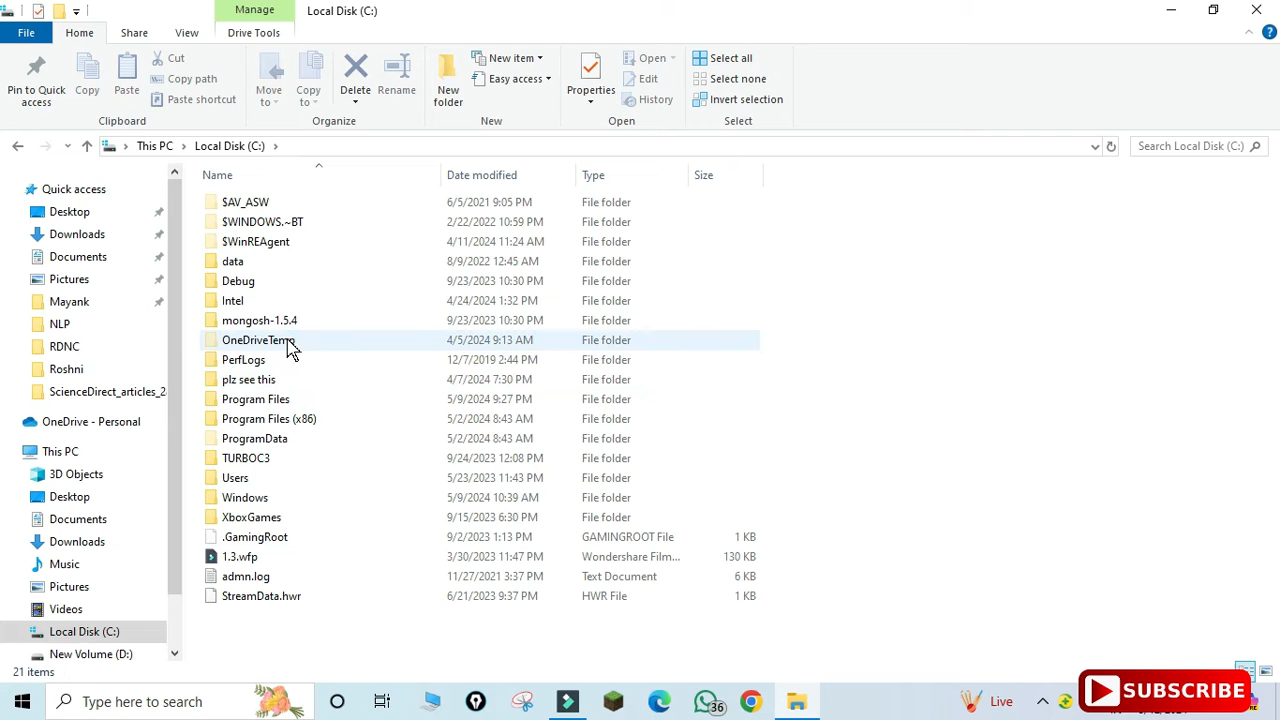 Manage
Local Disk (C:)
File
Home
Share
View
Drive Tools
Pin to Quick access
Copy
Paste
Cut
Copy path
Paste shortcut
Clipboard
Move to
Copy to
Delete
Rename
Organize
New folder
New item
Easy access
New
Properties
Open
Edit
History
Open
Select all
Select none
Invert selection
Select
This PC > Local Disk (C:) >
Search Local Disk (C:)
Name Date modified Type Size
Quick access
Desktop
Downloads
Documents
Pictures
Mayank
NLP
RDNC
Roshni
ScienceDirect_articles_2
OneDrive - Personal
This PC
3D Objects
Desktop
Documents
Downloads
Music
Pictures
Videos
Local Disk (C:)
New Volume (D:)
$AV_ASW 6/5/2021 9:05 PM File folder
$WINDOWS.~BT 2/22/2022 10:59 PM File folder
$WinREAgent 4/11/2024 11:24 AM File folder
data 8/9/2022 12:45 AM File folder
Debug 9/23/2023 10:30 PM File folder
Intel 4/24/2024 1:32 PM File folder
mongosh-1.5.4 9/23/2023 10:30 PM File folder
OneDriveTemp 4/5/2024 9:13 AM File folder
PerfLogs 12/7/2019 2:44 PM File folder
plz see this 4/7/2024 7:30 PM File folder
Program Files 5/9/2024 9:27 PM File folder
Program Files (x86) 5/2/2024 8:43 AM File folder
ProgramData 5/2/2024 8:43 AM File folder
TURBOC3 9/24/2023 12:08 PM File folder
Users 5/23/2023 11:43 PM File folder
Windows 5/9/2024 10:39 AM File folder
XboxGames 9/15/2023 6:30 PM File folder
.GamingRoot 9/2/2023 1:13 PM GAMINGROOT File 1 KB
1.3.wfp 3/30/2023 11:47 PM Wondershare Film... 130 KB
admn.log 11/27/2021 3:37 PM Text Document 6 KB
StreamData.hwr 6/21/2023 9:37 PM HWR File 1 KB
21 items
Type here to search
36
Live
SUBSCRIBE